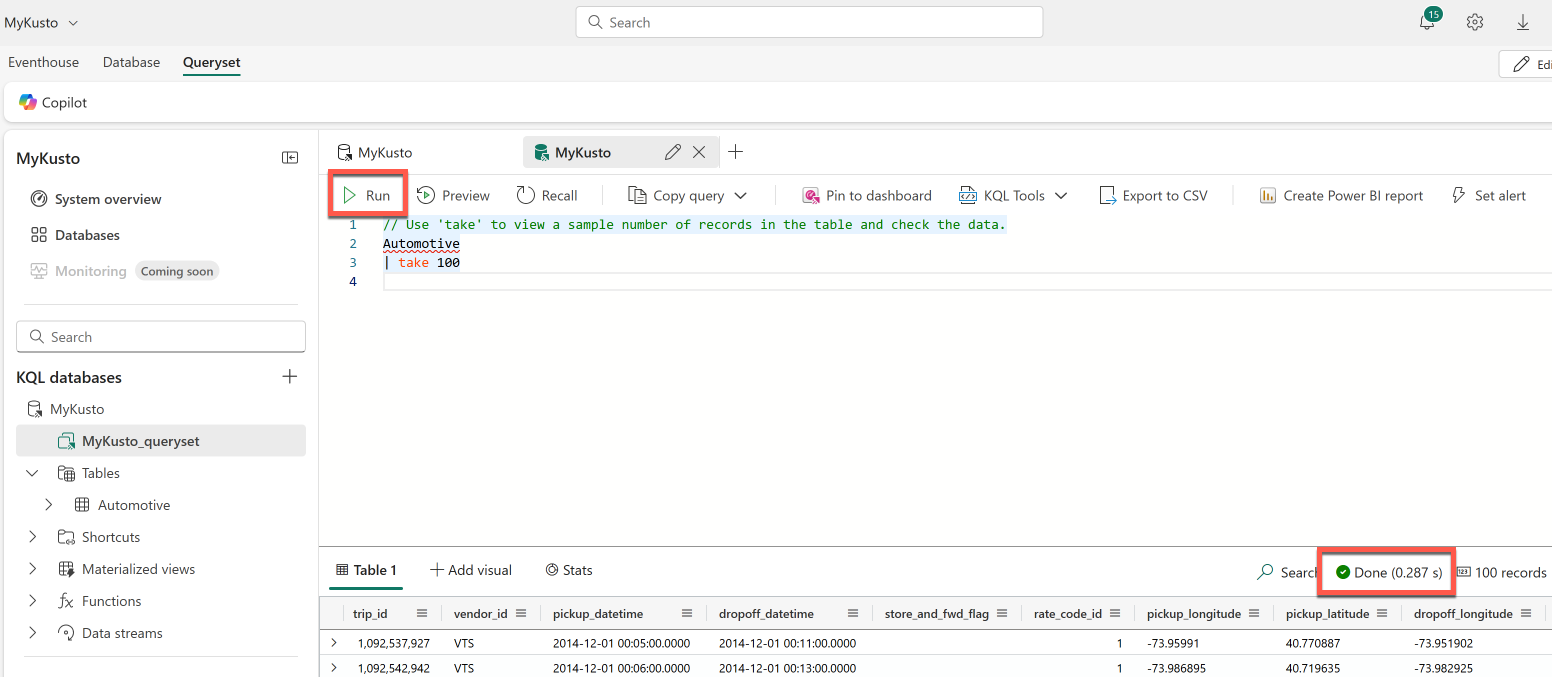 MyKusto
Search
15
Eventhouse Database Queryset
Copilot
MyKusto
System overview
Databases
Monitoring Coming soon
Search
KQL databases
MyKusto
MyKusto_queryset
Tables
Automotive
Shortcuts
Materialized views
Functions
Data streams
MyKusto MyKusto
Run Preview Recall Copy query Pin to dashboard KQL Tools Export to CSV Create Power BI report Set alert
1 // Use 'take' to view a sample number of records in the table and check the data.
2 Automotive
3 | take 100
4
Table 1 Add visual Stats Search Done (0.287 s) 123 100 records
trip_id vendor_id pickup_datetime dropoff_datetime store_and_fwd_flag rate_code_id pickup_longitude pickup_latitude dropoff_longitude
1,092,537,927 VTS 2014-12-01 00:05:00.0000 2014-12-01 00:11:00.0000 1 -73.95991 40.770887 -73.951902
1,092,542,942 VTS 2014-12-01 00:06:00.0000 2014-12-01 00:13:00.0000 1 -73.986895 40.719635 -73.982925